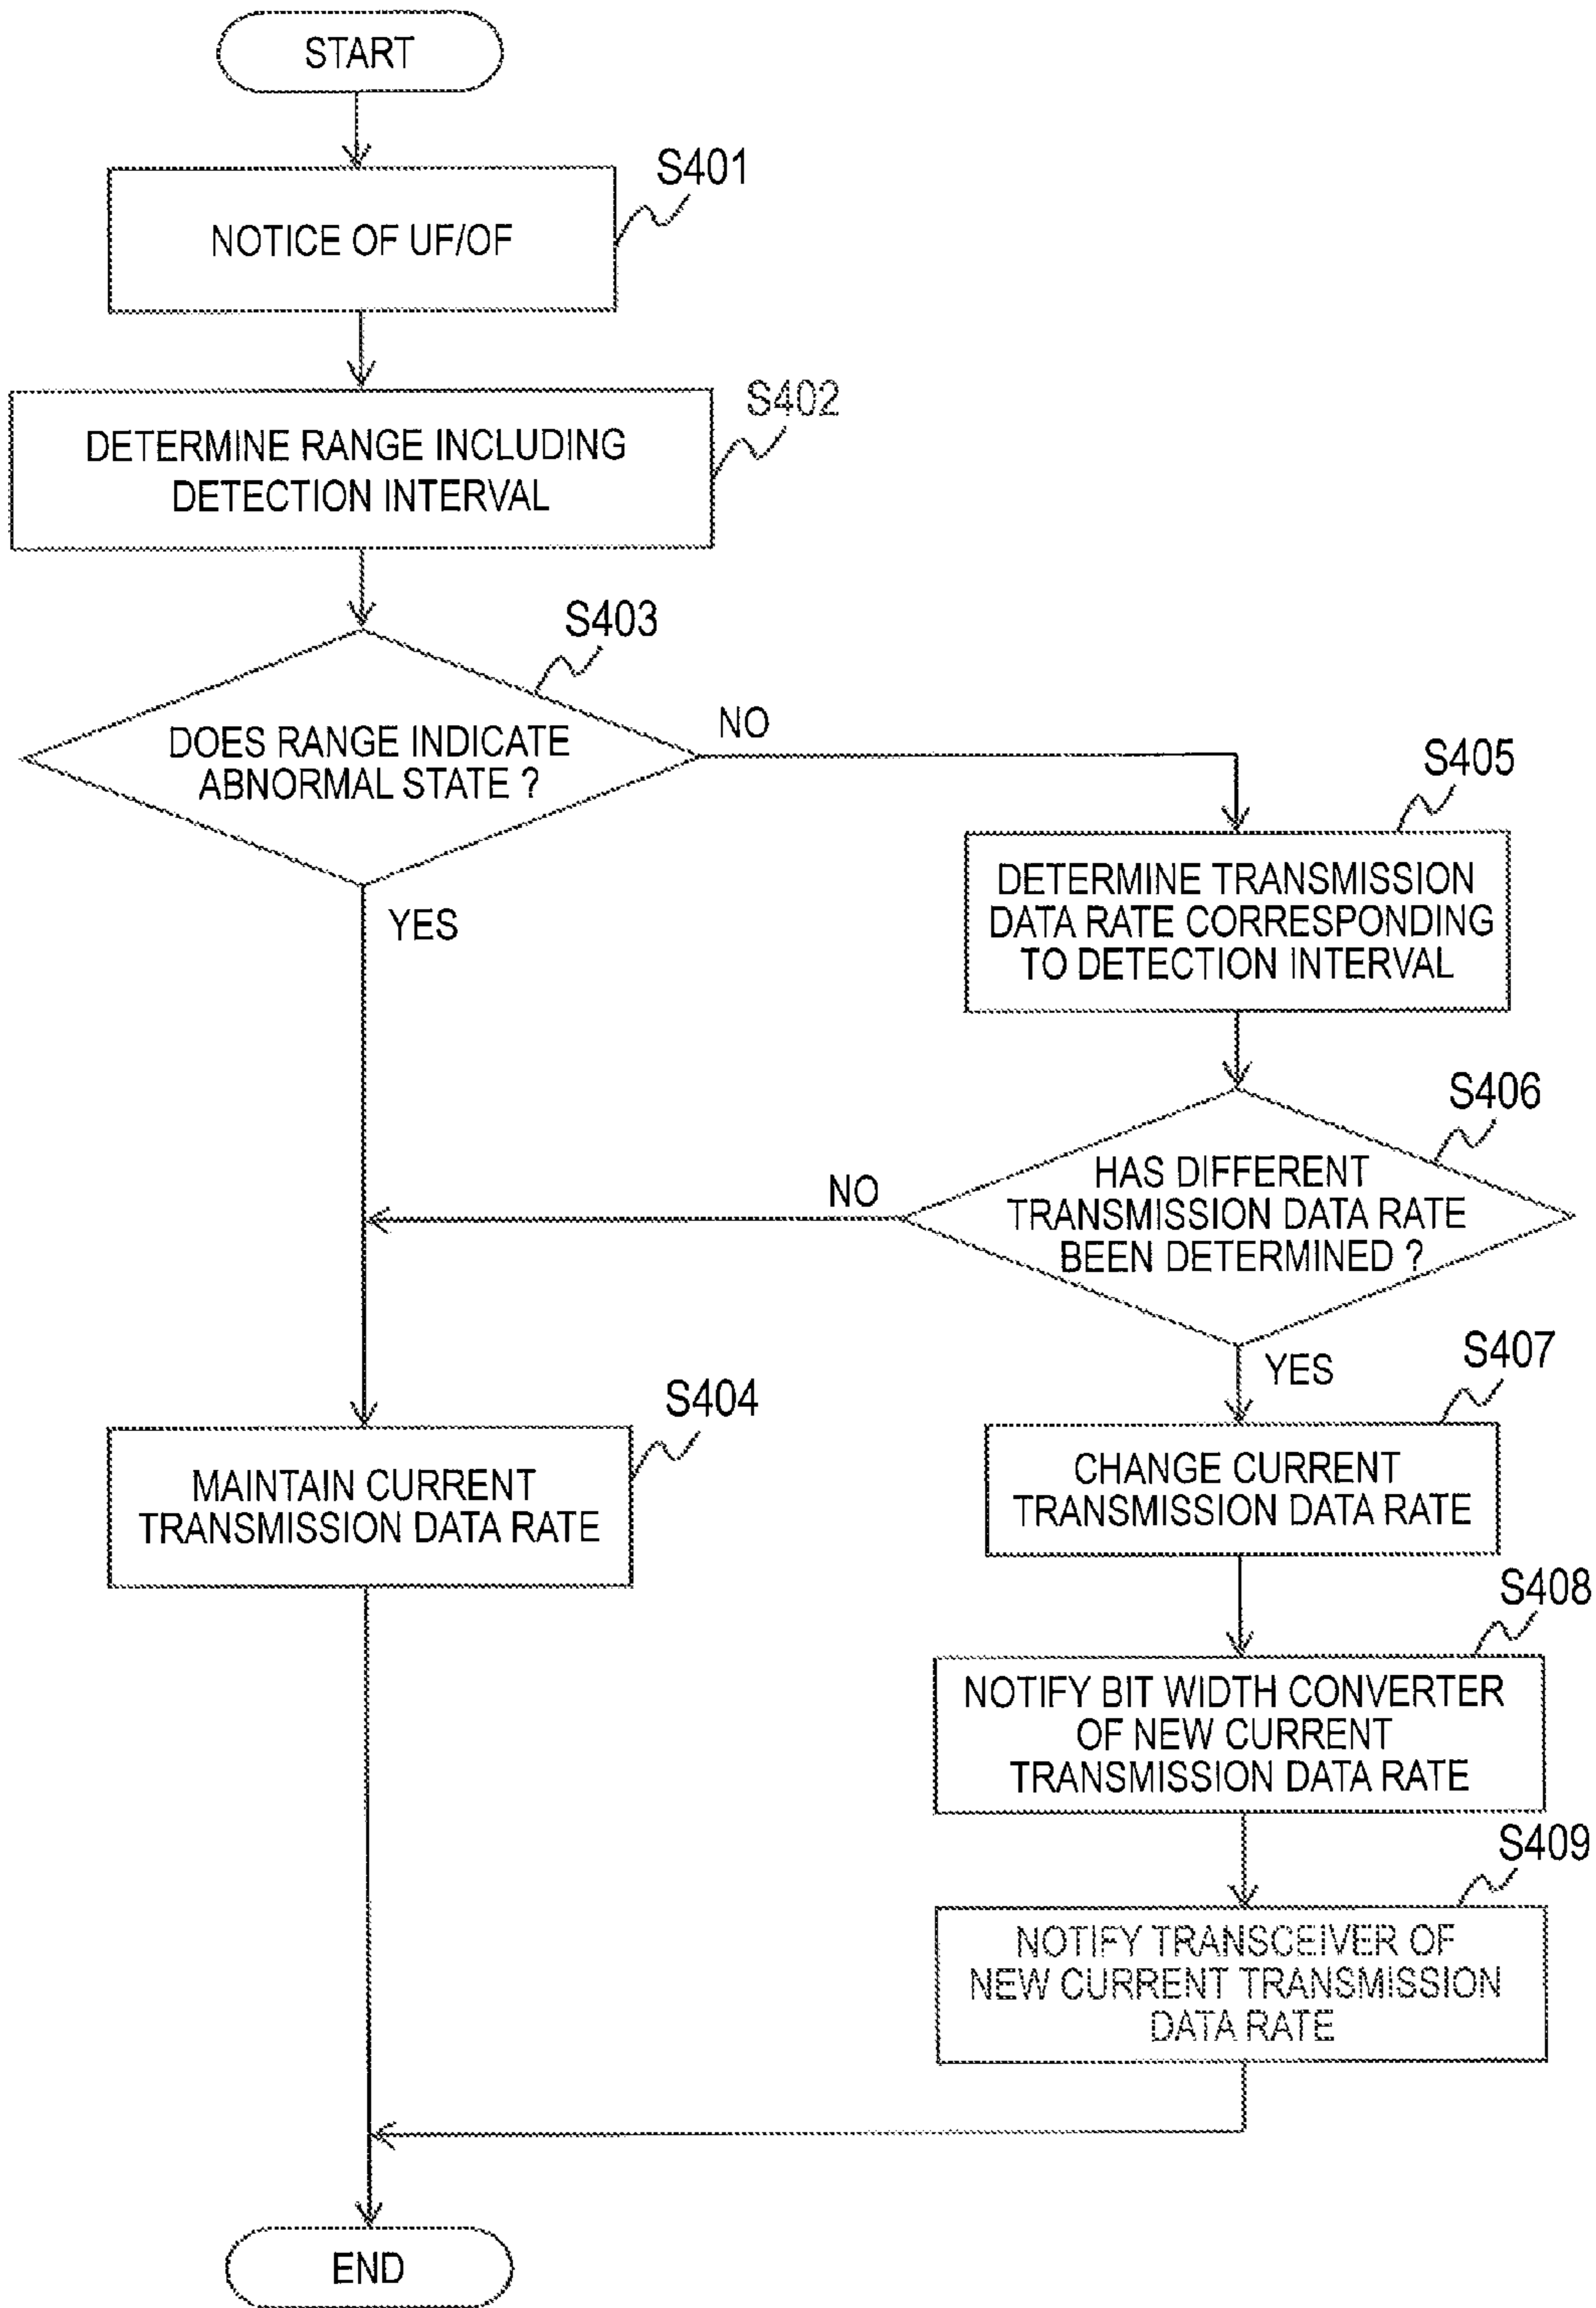 START
S401
NOTICE OF UF/OF
S402
DETERMINE RANGE INCLUDING
DETECTION INTERVAL
S403
DOES RANGE INDICATE
ABNORMAL STATE ?
NO
YES
S405
DETERMINE TRANSMISSION
DATA RATE CORRESPONDING
TO DETECTION INTERVAL
S406
HAS DIFFERENT
TRANSMISSION DATA RATE
BEEN DETERMINED ?
NO
YES
S404
MAINTAIN CURRENT
TRANSMISSION DATA RATE
S407
CHANGE CURRENT
TRANSMISSION DATA RATE
S408
NOTIFY BIT WIDTH CONVERTER
OF NEW CURRENT
TRANSMISSION DATA RATE
S409
NOTIFY TRANSCEIVER OF
NEW CURRENT TRANSMISSION
DATA RATE
END